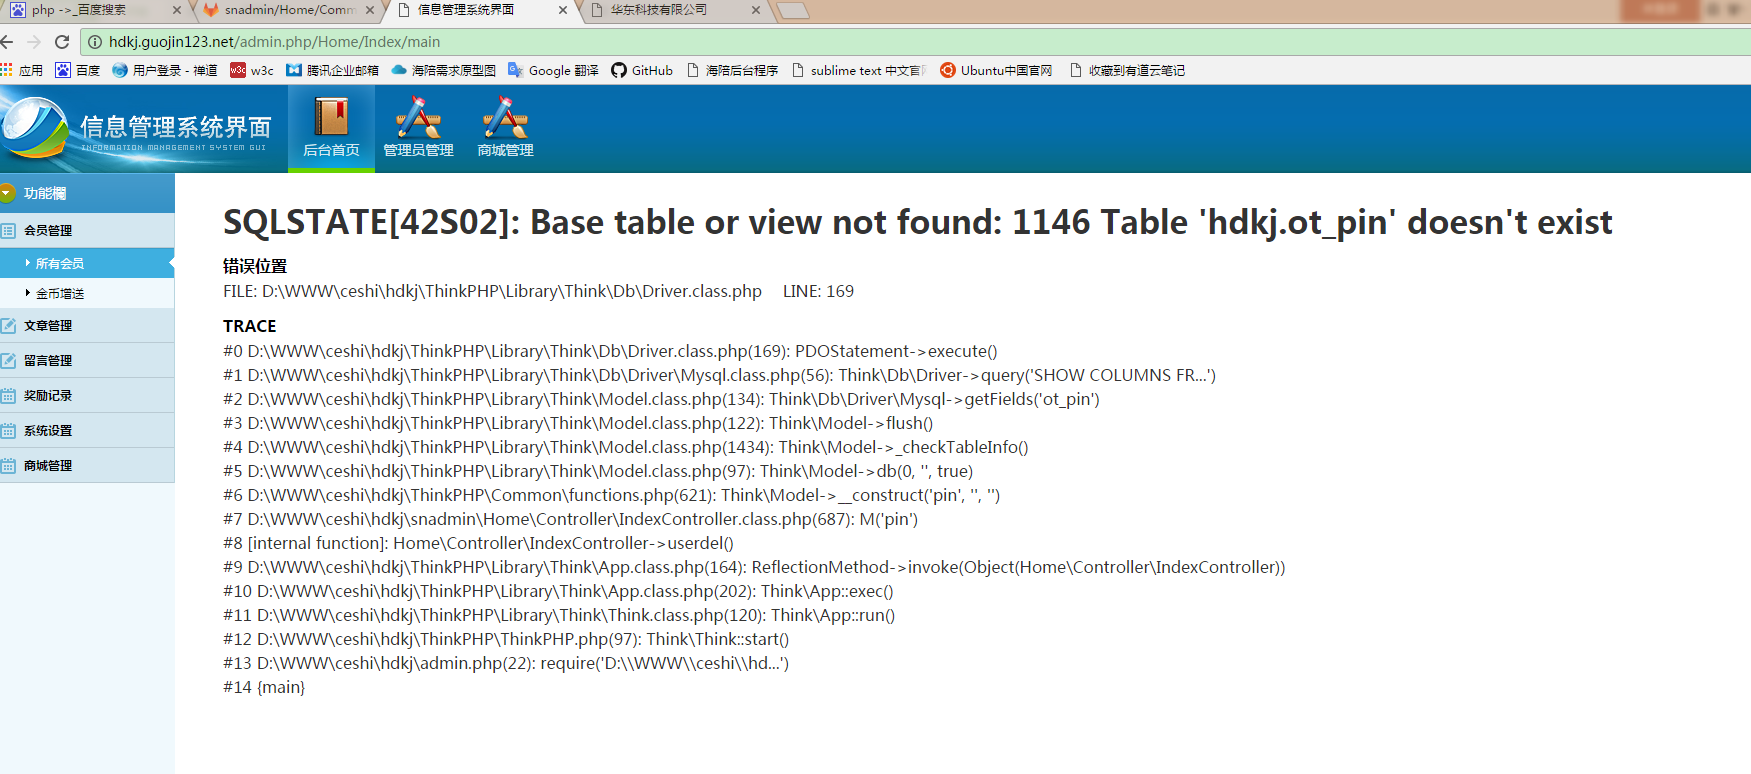 php ->_百度搜索
snadmin/Home/Comm
信息管理系统界面
华东科技有限公司
hdkj.guojin123.net/admin.php/Home/Index/main
应用 百度 用户登录 - 禅道 w3c 腾讯企业邮箱 海陪需求原型图 Google 翻译 GitHub 海陪后台程序 sublime text 中文官 Ubuntu中国官网 收藏到有道云笔记
信息管理系统界面
INFORMATION MANAGEMENT SYSTEM GUI
后台首页 管理员管理 商城管理
功能欄
会员管理
所有会员
金币增送
文章管理
留言管理
奖励记录
系统设置
商城管理
SQLSTATE[42S02]: Base table or view not found: 1146 Table 'hdkj.ot_pin' doesn't exist
错误位置
FILE: D:\WWW\ceshi\hdkj\ThinkPHP\Library\Think\Db\Driver.class.php LINE: 169
TRACE
#0 D:\WWW\ceshi\hdkj\ThinkPHP\Library\Think\Db\Driver.class.php(169): PDOStatement->execute()
#1 D:\WWW\ceshi\hdkj\ThinkPHP\Library\Think\Db\Driver\Mysql.class.php(56): Think\Db\Driver->query('SHOW COLUMNS FR...')
#2 D:\WWW\ceshi\hdkj\ThinkPHP\Library\Think\Model.class.php(134): Think\Db\Driver\Mysql->getFields('ot_pin')
#3 D:\WWW\ceshi\hdkj\ThinkPHP\Library\Think\Model.class.php(122): Think\Model->flush()
#4 D:\WWW\ceshi\hdkj\ThinkPHP\Library\Think\Model.class.php(1434): Think\Model->_checkTableInfo()
#5 D:\WWW\ceshi\hdkj\ThinkPHP\Library\Think\Model.class.php(97): Think\Model->db(0, '', true)
#6 D:\WWW\ceshi\hdkj\ThinkPHP\Common\functions.php(621): Think\Model->__construct('pin', '', '')
#7 D:\WWW\ceshi\hdkj\snadmin\Home\Controller\IndexController.class.php(687): M('pin')
#8 [internal function]: Home\Controller\IndexController->userdel()
#9 D:\WWW\ceshi\hdkj\ThinkPHP\Library\Think\App.class.php(164): ReflectionMethod->invoke(Object(Home\Controller\IndexController))
#10 D:\WWW\ceshi\hdkj\ThinkPHP\Library\Think\App.class.php(202): Think\App::exec()
#11 D:\WWW\ceshi\hdkj\ThinkPHP\Library\Think\Think.class.php(120): Think\App::run()
#12 D:\WWW\ceshi\hdkj\ThinkPHP\ThinkPHP.php(97): Think\Think::start()
#13 D:\WWW\ceshi\hdkj\admin.php(22): require('D:\\WWW\\ceshi\\hd...')
#14 {main}